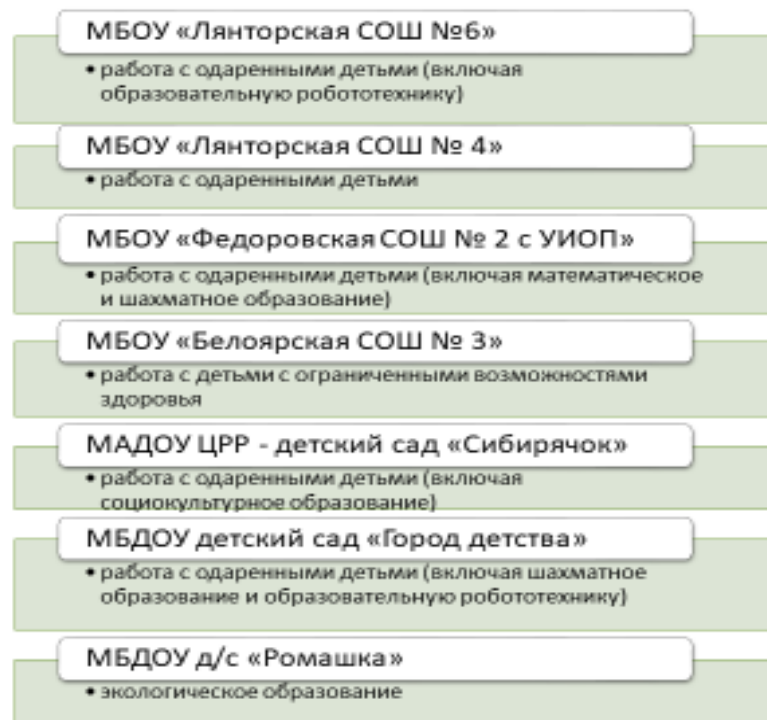 МБОУ «Лянторская СОШ №6»
• работа с одаренными детьми (включая
образовательную робототехнику)
МБОУ «Лянторская СОШ № 4»
• работа с одаренными детьми
МБОУ «Федоровская СОШ № 2 с УИОП»
• работа с одаренными детьми (включая математическое
и шахматное образование)
МБОУ «Белоярская СОШ № 3»
• работа с детьми с ограниченными возможностями
здоровья
МАДОУ ЦРР - детский сад «Сибирячок»
• работа с одаренными детьми (включая
социокультурное образование)
МБДОУ детский сад «Город детства»
• работа с одаренными детьми (включая шахматное
образование и образовательную робототехнику)
МБДОУ д/с «Ромашка»
• экологическое образование